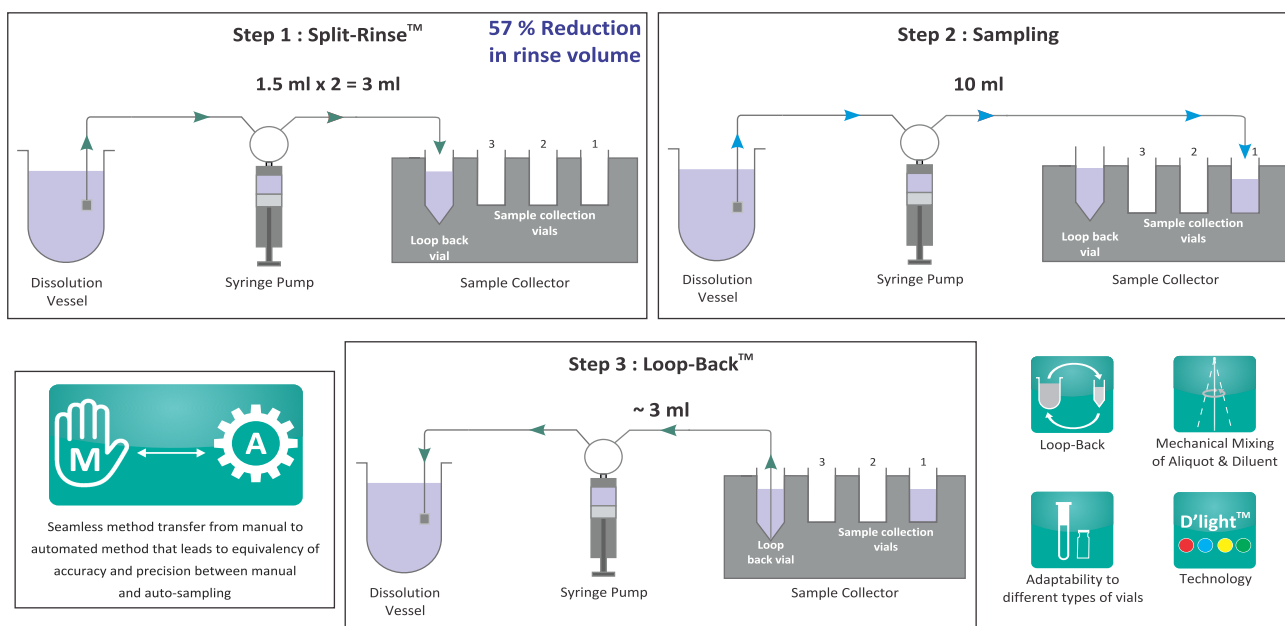 Step 1 : Split-Rinse™
57 % Reduction
in rinse volume
1.5 ml x 2 = 3 ml
3
2
1
Sample collection
vials
Loop back
vial
Dissolution
Vessel
Syringe Pump
Sample Collector
Step 2 : Sampling
10 ml
3
2
1
Sample collection
vials
Loop back
vial
Dissolution
Vessel
Syringe Pump
Sample Collector
M
A
Seamless method transfer from manual to
automated method that leads to equivalency of
accuracy and precision between manual
and auto-sampling
Step 3 : Loop-Back™
~ 3 ml
3
2
1
Sample collection
vials
Loop
back vial
Dissolution
Vessel
Syringe Pump
Sample Collector
Loop-Back
Mechanical Mixing
of Aliquot & Diluent
Adaptability to
different types of vials
D'light™
Technology